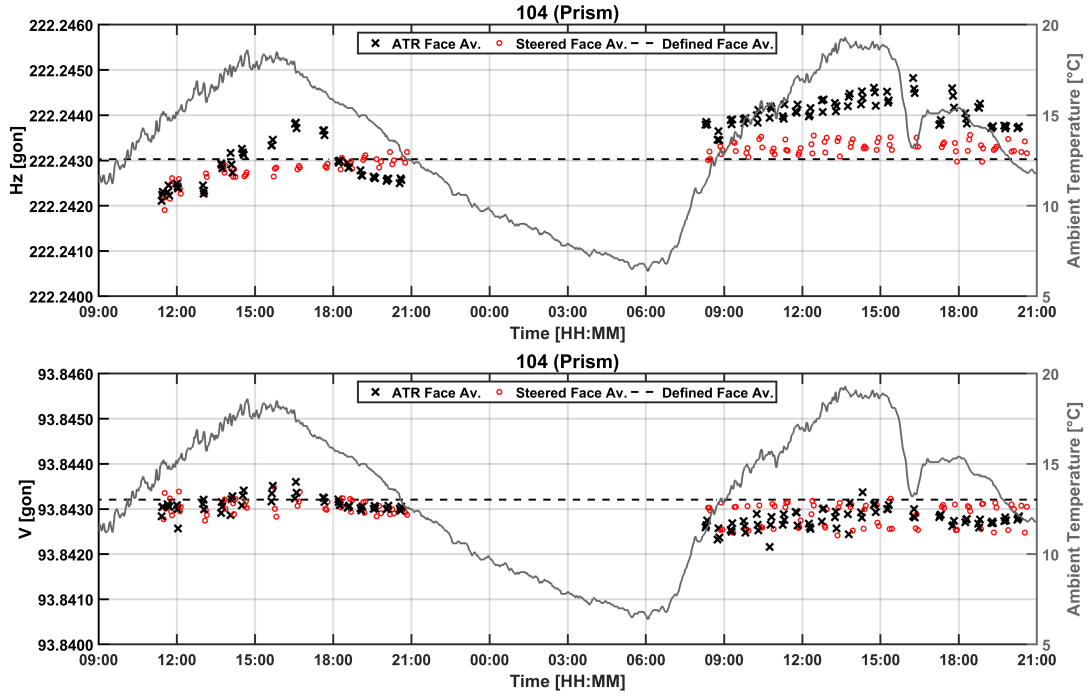 104 (Prism)
222.2460
222.2450
222.2440
222.2430
222.2420
222.2410
222.2400
Hz [gon]
ATR Face Av. Steered Face Av. Defined Face Av.
20
15
10
5
Ambient Temperature [°C]
09:00 12:00 15:00 18:00 21:00 00:00 03:00 06:00 09:00 12:00 15:00 18:00 21:00
Time [HH:MM]
104 (Prism)
93.8460
93.8450
93.8440
93.8430
93.8420
93.8410
93.8400
V [gon]
ATR Face Av. Steered Face Av. Defined Face Av.
20
15
10
5
Ambient Temperature [°C]
09:00 12:00 15:00 18:00 21:00 00:00 03:00 06:00 09:00 12:00 15:00 18:00 21:00
Time [HH:MM]